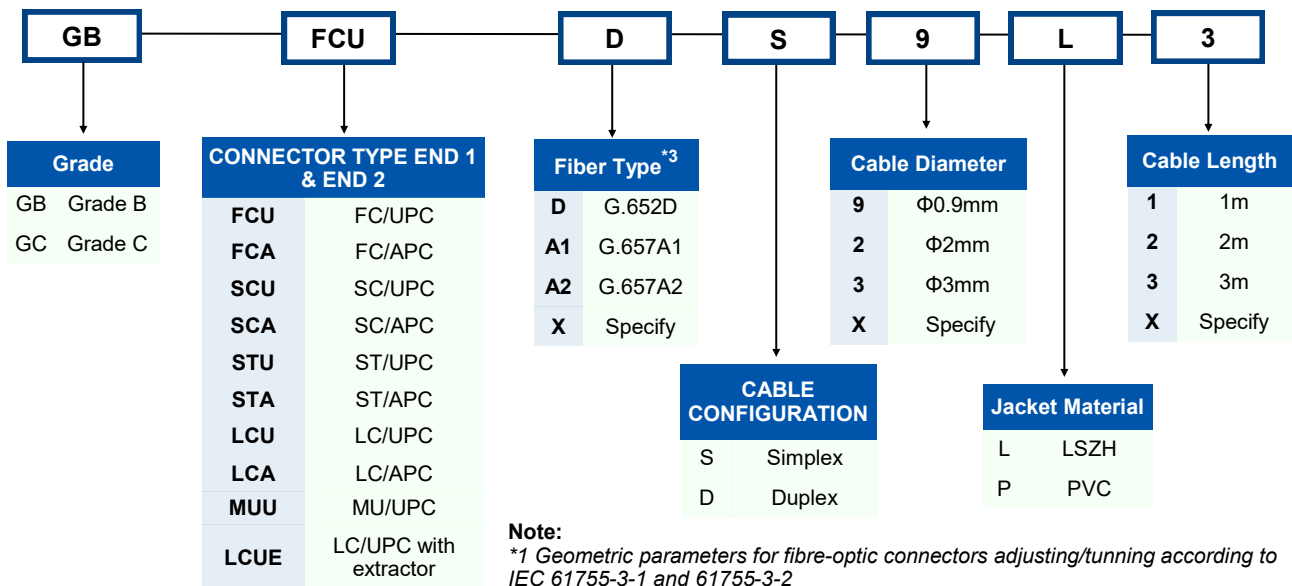 GB FCU D S 9 L 3
Grade
GB Grade B
GC Grade C
CONNECTOR TYPE END 1
& END 2
FCU FC/UPC
FCA FC/APC
SCU SC/UPC
SCA SC/APC
STU ST/UPC
STA ST/APC
LCU LC/UPC
LCA LC/APC
MUU MU/UPC
LCUE LC/UPC with
extractor
Fiber Type*3
D G.652D
A1 G.657A1
A2 G.657A2
X Specify
CABLE
CONFIGURATION
S Simplex
D Duplex
Cable Diameter
9 Φ0.9mm
2 Φ2mm
3 Φ3mm
X Specify
Jacket Material
L LSZH
P PVC
Cable Length
1 1m
2 2m
3 3m
X Specify
Note:
*1 Geometric parameters for fibre-optic connectors adjusting/tunning according to
IEC 61755-3-1 and 61755-3-2